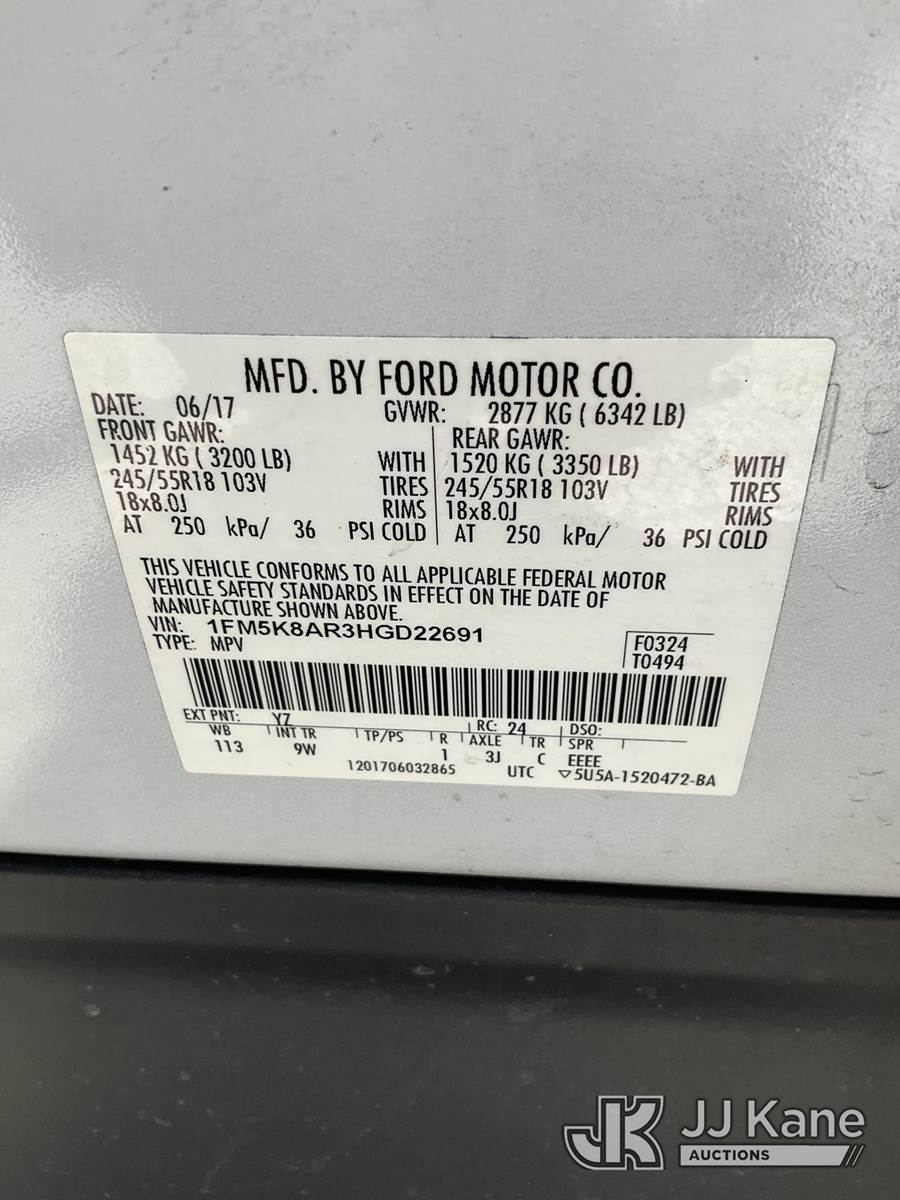 MFD. BY FORD MOTOR CO.
DATE: 06/17 GVWR: 2877 KG ( 6342 LB)
FRONT GAWR: REAR GAWR:
1452 KG ( 3200 LB) WITH 1520 KG ( 3350 LB) WITH
245/55R18 103V TIRES 245/55R18 103V TIRES
18x8.0J RIMS 18x8.0J RIMS
AT 250 kPa/ 36 PSI COLD AT 250 kPa/ 36 PSI COLD
THIS VEHICLE CONFORMS TO ALL APPLICABLE FEDERAL MOTOR
VEHICLE SAFETY STANDARDS IN EFFECT ON THE DATE OF
MANUFACTURE SHOWN ABOVE.
VIN: 1FM5K8AR3HGD22691
TYPE: MPV
F0324
T0494
EXT PNT: YZ RC: 24 DSO:
WB INT TR TP/PS R AXLE TR SPR
113 9W 1 3J C EEEE
1201706032865 UTC ▽5U5A-1520472-BA
JK JJ Kane
AUCTIONS